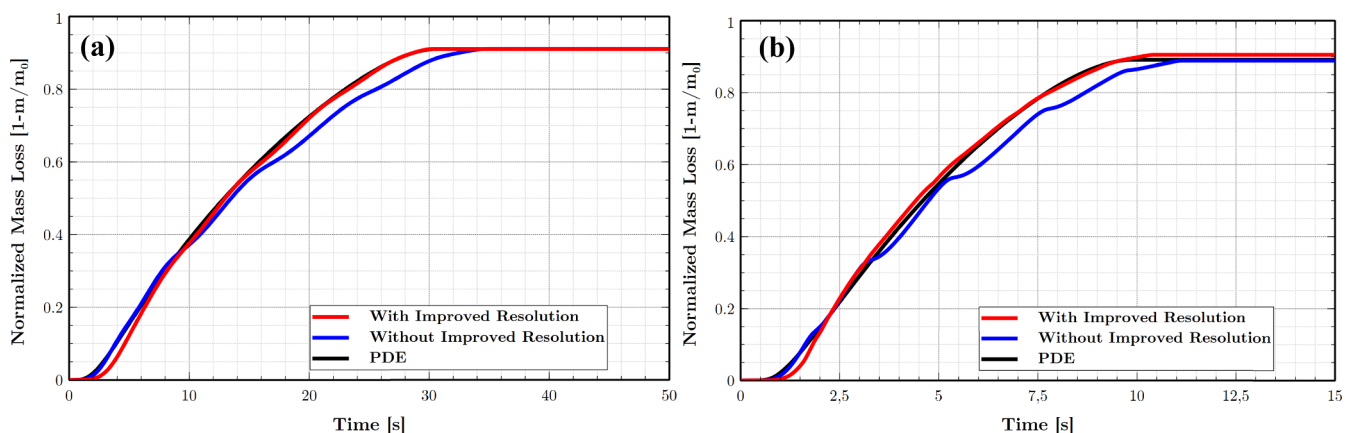 (a)
Normalized Mass Loss [1-m/m₀]
1
0.8
0.6
0.4
0.2
0
0
10
20
30
40
50
Time [s]
With Improved Resolution
Without Improved Resolution
PDE
(b)
Normalized Mass Loss [1-m/m₀]
1
0.8
0.6
0.4
0.2
0
0
2,5
5
7,5
10
12,5
15
Time [s]
With Improved Resolution
Without Improved Resolution
PDE